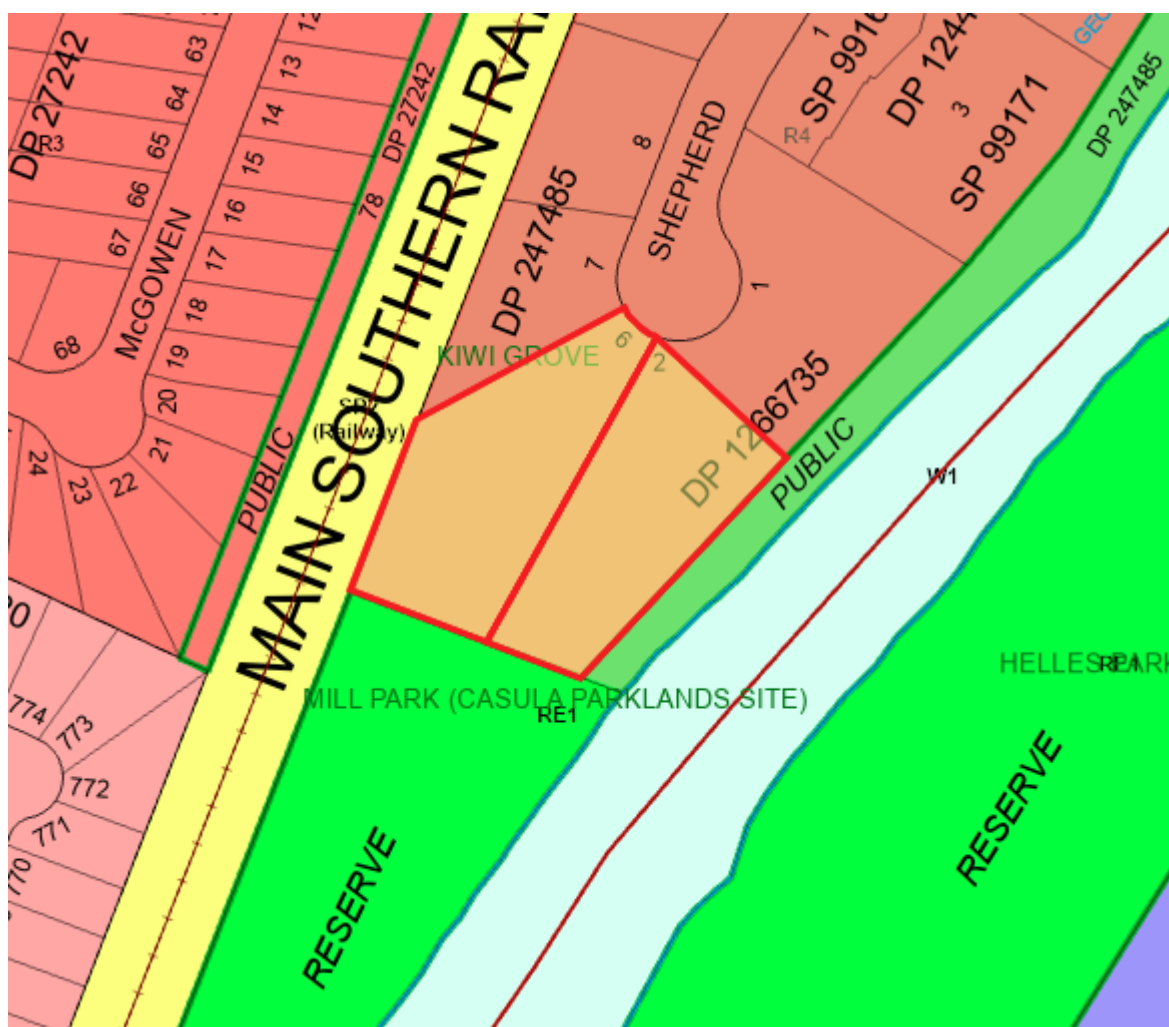 DP 27242
R3
63
64
65
66
67
68
12
13
14
15
16
17
18
19
20
21
22
23
24
McGOWEN
DP 27242
78
PUBLIC
MAIN SOUTHERN RAI
(Railway)
8
7
DP 247485
SHEPHERD
1
1
R4
SP 9916
DP 1244
3
SP 99171
GEO
DP 247485
KIWI GROVE
6
2
DP 1266735
PUBLIC
W1
HELLES PARK
RE1
MILL PARK (CASULA PARKLANDS SITE)
RE1
RESERVE
RESERVE
774
773
772
771
770